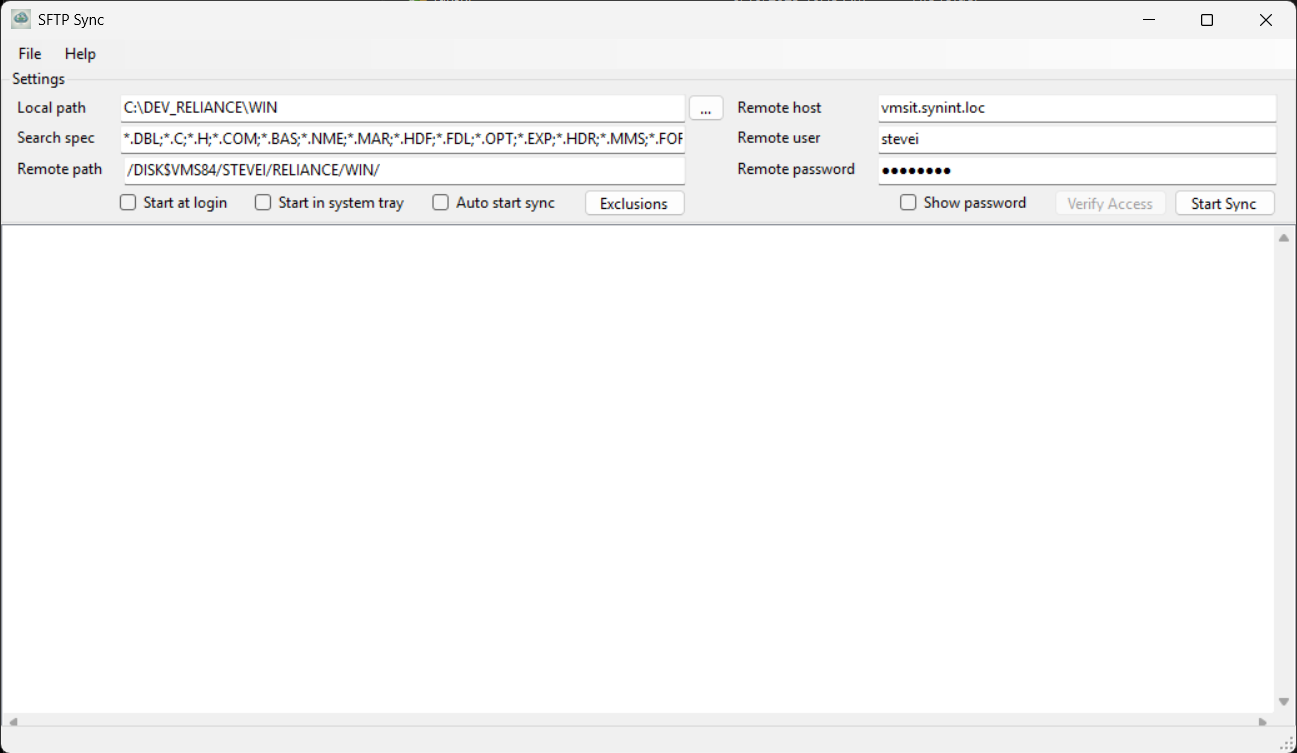 SFTP Sync
File Help
Settings
Local path C:\DEV_RELIANCE\WIN ... Remote host vmsit.synint.loc
Search spec *.DBL;*.C;*.H;*.COM;*.BAS;*.NME;*.MAR;*.HDF;*.FDL;*.OPT;*.EXP;*.HDR;*.MMS;*.FOR Remote user stevei
Remote path /DISK$VMS84/STEVEI/RELIANCE/WIN/ Remote password ●●●●●●●●
Start at login Start in system tray Auto start sync Exclusions Show password Verify Access Start Sync